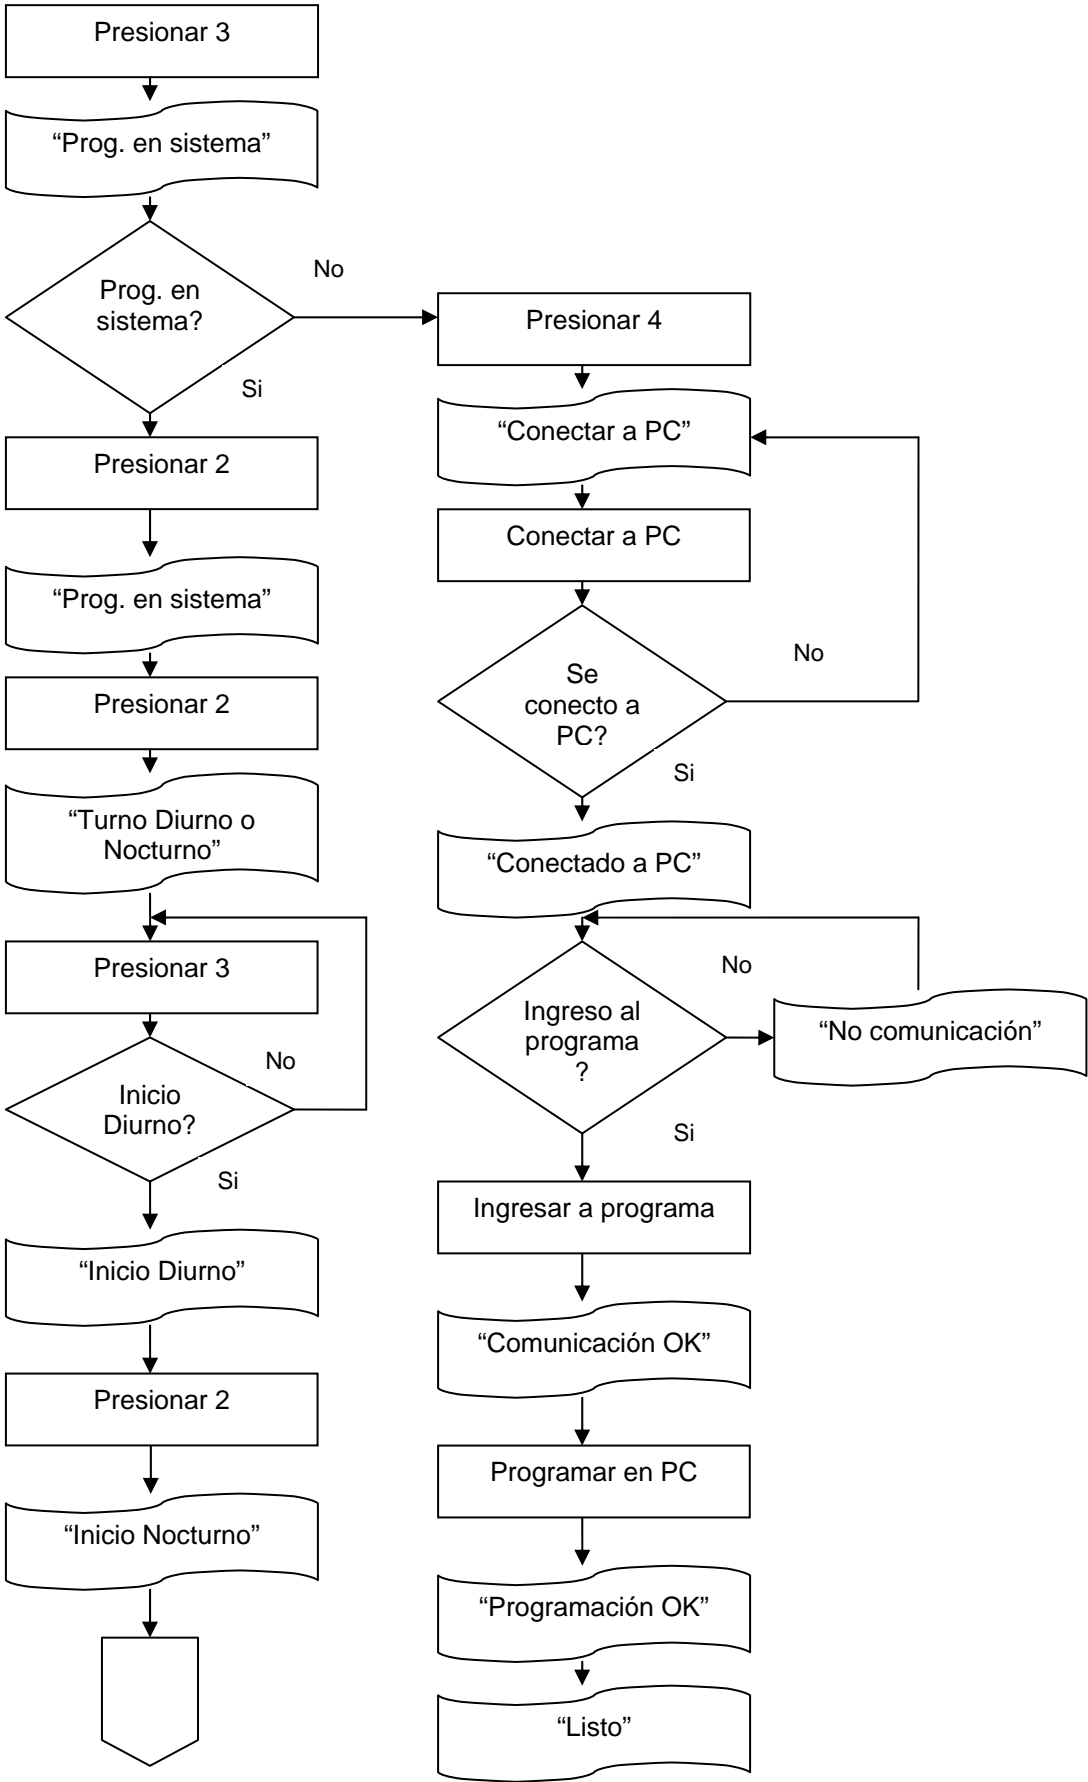 Presionar 3
“Prog. en sistema”
Prog. en
sistema?
No
Si
Presionar 2
“Prog. en sistema”
Presionar 2
“Turno Diurno o
Nocturno”
Presionar 3
Inicio
Diurno?
No
Si
“Inicio Diurno”
Presionar 2
“Inicio Nocturno”
Presionar 4
“Conectar a PC”
Conectar a PC
Se
conecto a
PC?
No
Si
“Conectado a PC”
Ingreso al
programa
?
No
“No comunicación”
Si
Ingresar a programa
“Comunicación OK”
Programar en PC
“Programación OK”
“Listo”